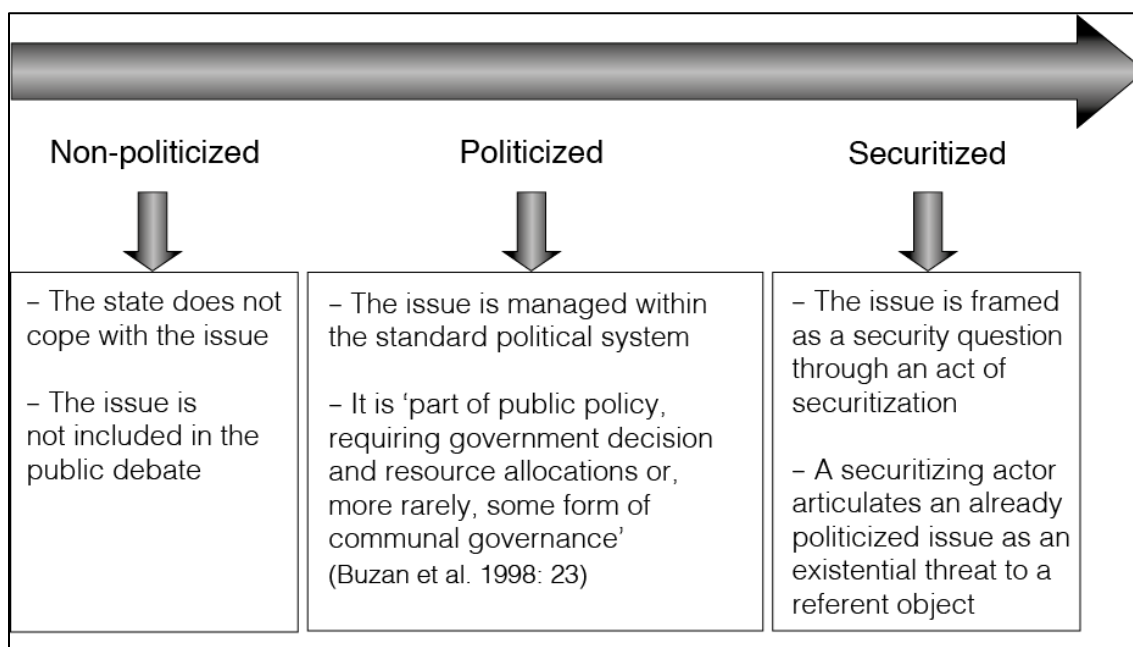 Non-politicized
Politicized
Securitized
– The state does not
cope with the issue
– The issue is
not included in the
public debate
– The issue is managed within
the standard political system
– It is ‘part of public policy,
requiring government decision
and resource allocations or,
more rarely, some form of
communal governance’
(Buzan et al. 1998: 23)
– The issue is framed
as a security question
through an act of
securitization
– A securitizing actor
articulates an already
politicized issue as an
existential threat to a
referent object